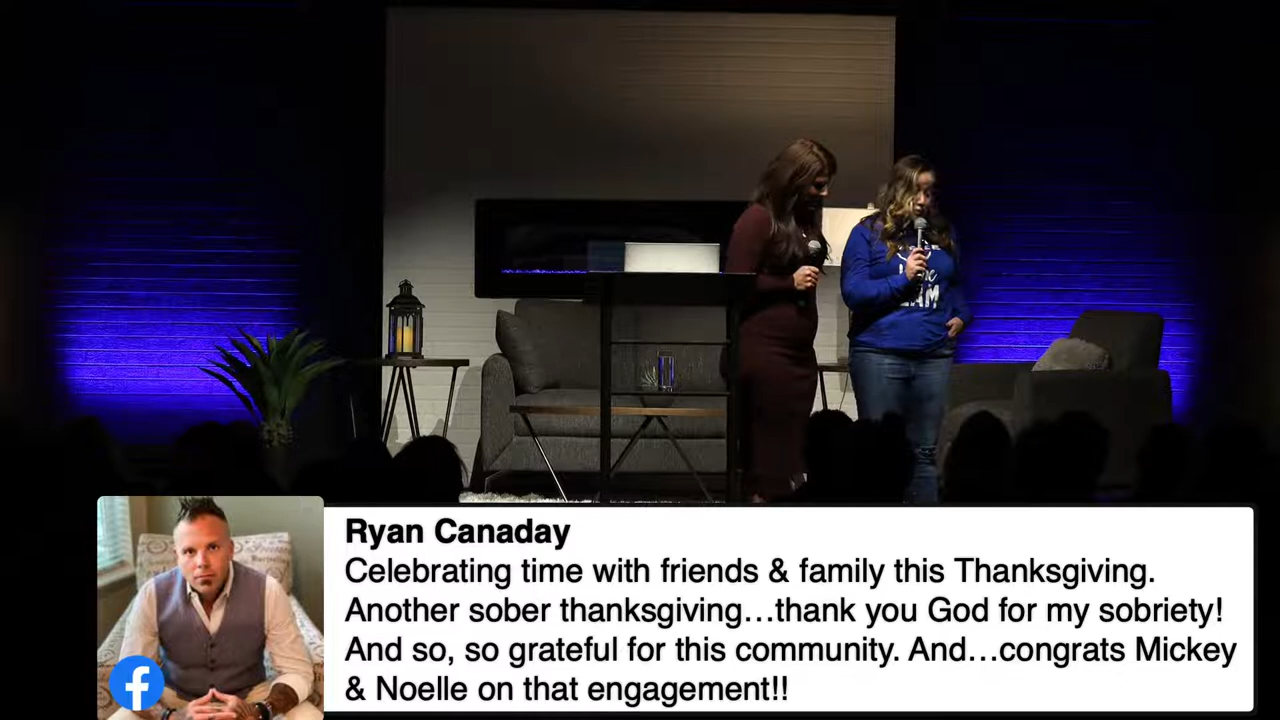 Ryan Canaday
Celebrating time with friends & family this Thanksgiving.
Another sober thanksgiving…thank you God for my sobriety!
And so, so grateful for this community. And…congrats Mickey
& Noelle on that engagement!!